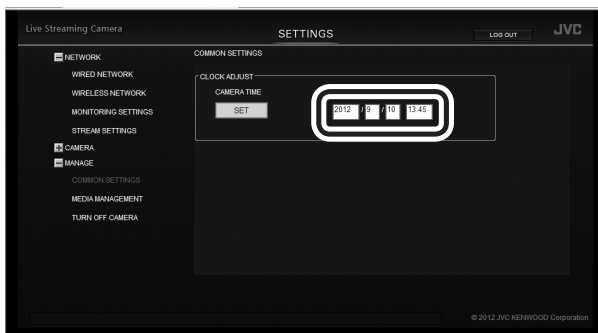 Live Streaming Camera
SETTINGS
LOG OUT
JVC
NETWORK
WIRED NETWORK
WIRELESS NETWORK
MONITORING SETTINGS
STREAM SETTINGS
CAMERA
MANAGE
COMMON SETTINGS
MEDIA MANAGEMENT
TURN OFF CAMERA
COMMON SETTINGS
CLOCK ADJUST
CAMERA TIME
SET
2012 / 9 / 10 13:45
© 2012 JVC KENWOOD Corporation